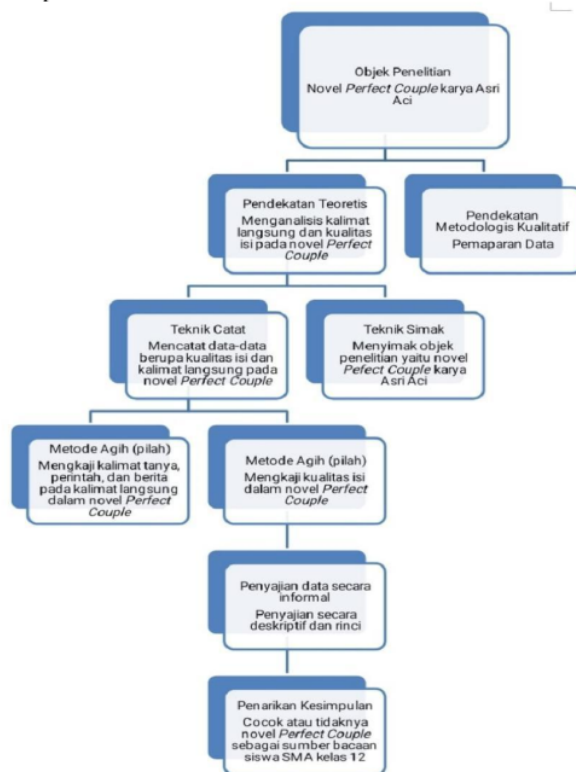 Objek Penelitian
Novel Perfect Couple karya Asri
Aci
Pendekatan Teoretis
Menganalisis kalimat
langsung dan kualitas
isi pada novel Perfect
Couple
Pendekatan
Metodologis Kualitatif
Pemaparan Data
Teknik Catat
Mencatat data-data
berupa kualitas isi dan
kalimat langsung pada
novel Perfect Couple
Teknik Simak
Menyimak objek
penelitian yaitu novel
Pefect Couple karya
Asri Aci
Metode Agih (pilah)
Mengkaji kalimat tanya,
perintah, dan berita
pada kalimat langsung
dalam novel Perfect
Couple
Metode Agih (pilah)
Mengkaji kualitas isi
dalam novel Perfect
Couple
Penyajian data secara
informal
Penyajian secara
deskriptif dan rinci
Penarikan Kesimpulan
Cocok atau tidaknya
novel Perfect Couple
sebagai sumber bacaan
siswa SMA kelas 12